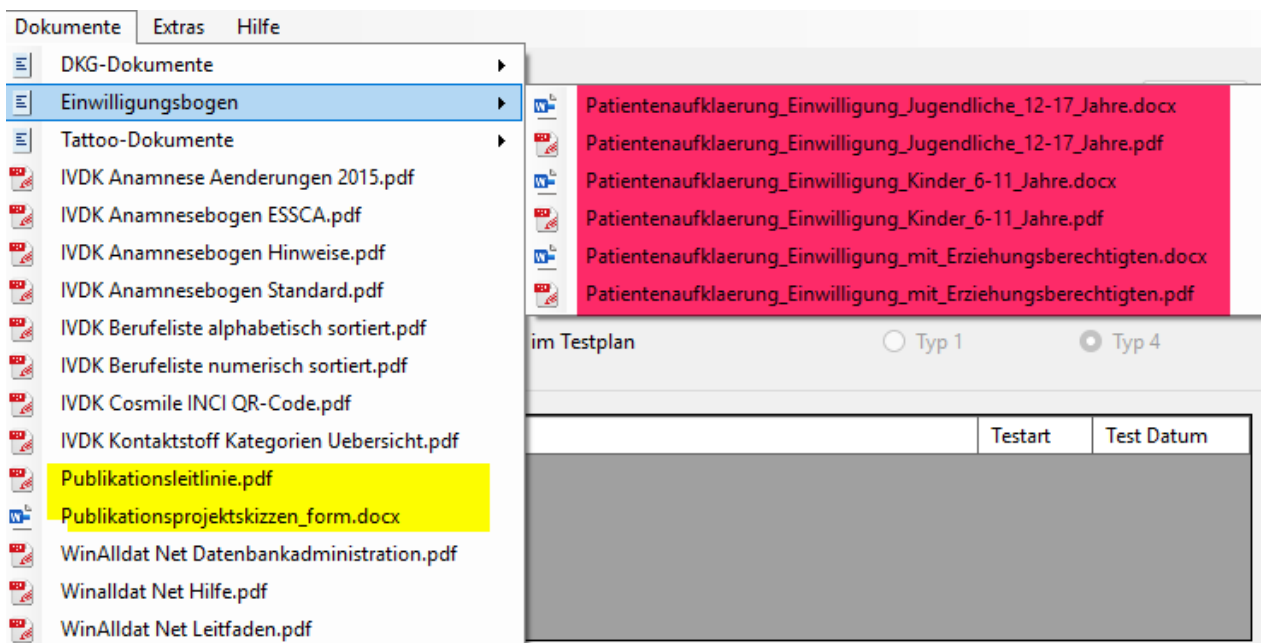 Dokumente Extras Hilfe
DKG-Dokumente
Einwilligungsbogen
Tattoo-Dokumente
IVDK Anamnese Aenderungen 2015.pdf
IVDK Anamnesebogen ESSCA.pdf
IVDK Anamnesebogen Hinweise.pdf
IVDK Anamnesebogen Standard.pdf
IVDK Berufeliste alphabetisch sortiert.pdf
IVDK Berufeliste numerisch sortiert.pdf
IVDK Cosmile INCI QR-Code.pdf
IVDK Kontaktstoff Kategorien Uebersicht.pdf
Publikationsleitlinie.pdf
Publikationsprojektskizzen_form.docx
WinAlldat Net Datenbankadministration.pdf
Winalldat Net Hilfe.pdf
WinAlldat Net Leitfaden.pdf
Patientenaufklaerung_Einwilligung_Jugendliche_12-17_Jahre.docx
Patientenaufklaerung_Einwilligung_Jugendliche_12-17_Jahre.pdf
Patientenaufklaerung_Einwilligung_Kinder_6-11_Jahre.docx
Patientenaufklaerung_Einwilligung_Kinder_6-11_Jahre.pdf
Patientenaufklaerung_Einwilligung_mit_Erziehungsberechtigten.docx
Patientenaufklaerung_Einwilligung_mit_Erziehungsberechtigten.pdf
im Testplan Typ 1 Typ 4
Testart Test Datum